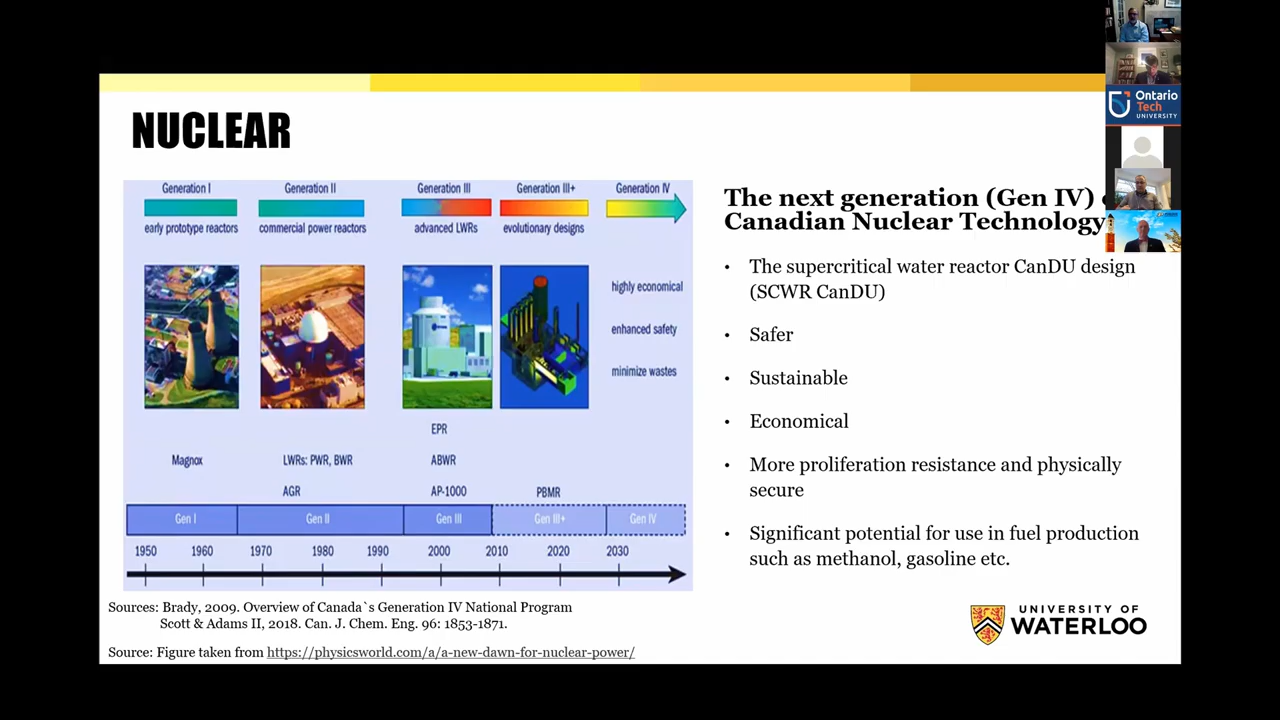 NUCLEAR
Generation I
Generation II
Generation III
Generation III+
Generation IV
early prototype reactors
commercial power reactors
advanced LWRs
evolutionary designs
highly economical
enhanced safety
minimize wastes
EPR
Magnox
LWRs: PWR, BWR
ABWR
AGR
AP-1000
PBMR
Gen I
Gen II
Gen III
Gen III+
Gen IV
1950
1960
1970
1980
1990
2000
2010
2020
2030
Sources: Brady, 2009. Overview of Canada`s Generation IV National Program
Scott & Adams II, 2018. Can. J. Chem. Eng. 96: 1853-1871.
Source: Figure taken from https://physicsworld.com/a/a-new-dawn-for-nuclear-power/
The next generation (Gen IV)
Canadian Nuclear Technology
• The supercritical water reactor CanDU design
(SCWR CanDU)
• Safer
• Sustainable
• Economical
• More proliferation resistance and physically
secure
• Significant potential for use in fuel production
such as methanol, gasoline etc.
UNIVERSITY OF
WATERLOO
Ontario
Tech
UNIVERSITY